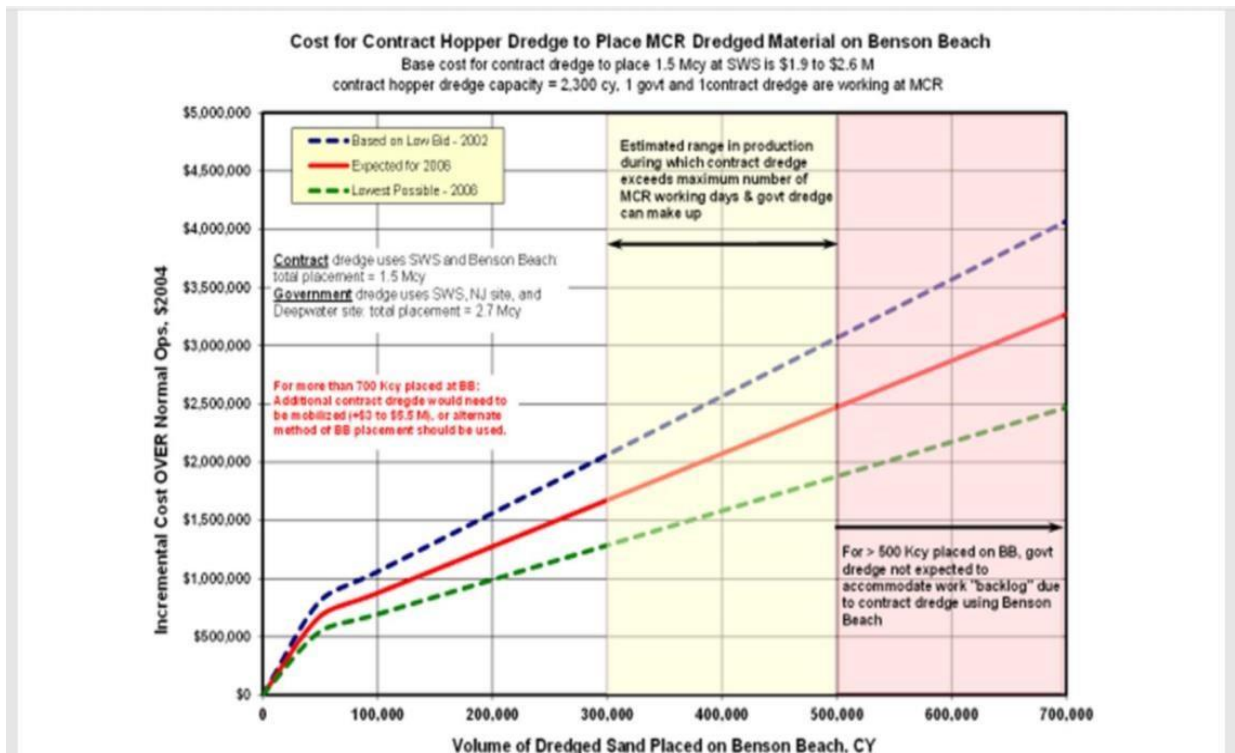 Cost for Contract Hopper Dredge to Place MCR Dredged Material on Benson Beach
Base cost for contract dredge to place 1.5 Mcy at SWS is $1.9 to $2.6 M
contract hopper dredge capacity = 2,300 cy, 1 govt and 1contract dredge are working at MCR
Incremental Cost OVER Normal Ops, $2004
$5,000,000
$4,500,000
$4,000,000
$3,500,000
$3,000,000
$2,500,000
$2,000,000
$1,500,000
$1,000,000
$500,000
$0
Based on Low Bid - 2002
Expected for 2006
Lowest Possible - 2006
Contract dredge uses SWS and Benson Beach:
total placement = 1.5 Mcy
Government dredge uses SWS, NJ site, and
Deepwater site: total placement = 2.7 Mcy
For more than 700 Kcy placed at BB:
Additional contract dregde would need to
be mobilized (+$3 to $5.5 M), or alternate
method of BB placement should be used.
Estimated range in production
during which contract dredge
exceeds maximum number of
MCR working days & govt dredge
can make up
For > 500 Kcy placed on BB, govt
dredge not expected to
accommodate work "backlog" due
to contract dredge using Benson
Beach
0
100,000
200,000
300,000
400,000
500,000
600,000
700,000
Volume of Dredged Sand Placed on Benson Beach, CY